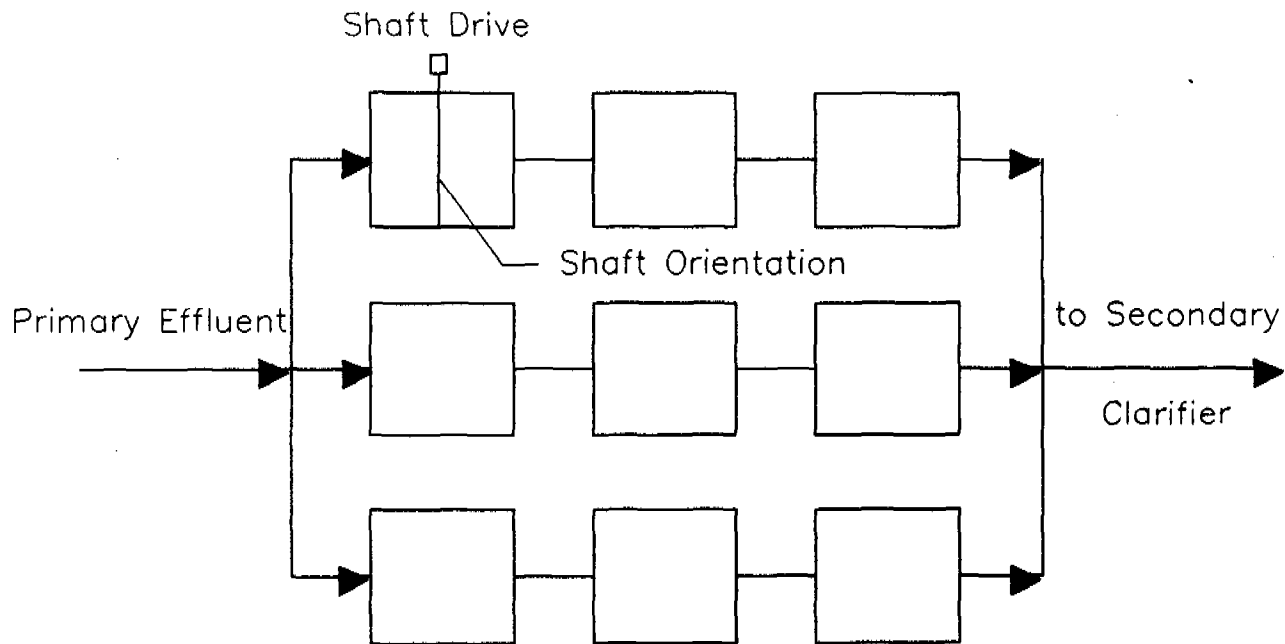 Shaft Drive
Shaft Orientation
Primary Effluent
to Secondary
Clarifier